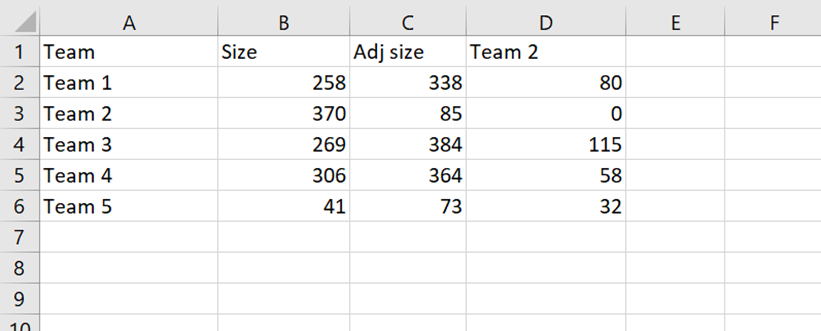 A B C D E F
1 Team Size Adj size Team 2
2 Team 1 258 338 80
3 Team 2 370 85 0
4 Team 3 269 384 115
5 Team 4 306 364 58
6 Team 5 41 73 32
7
8
9
10